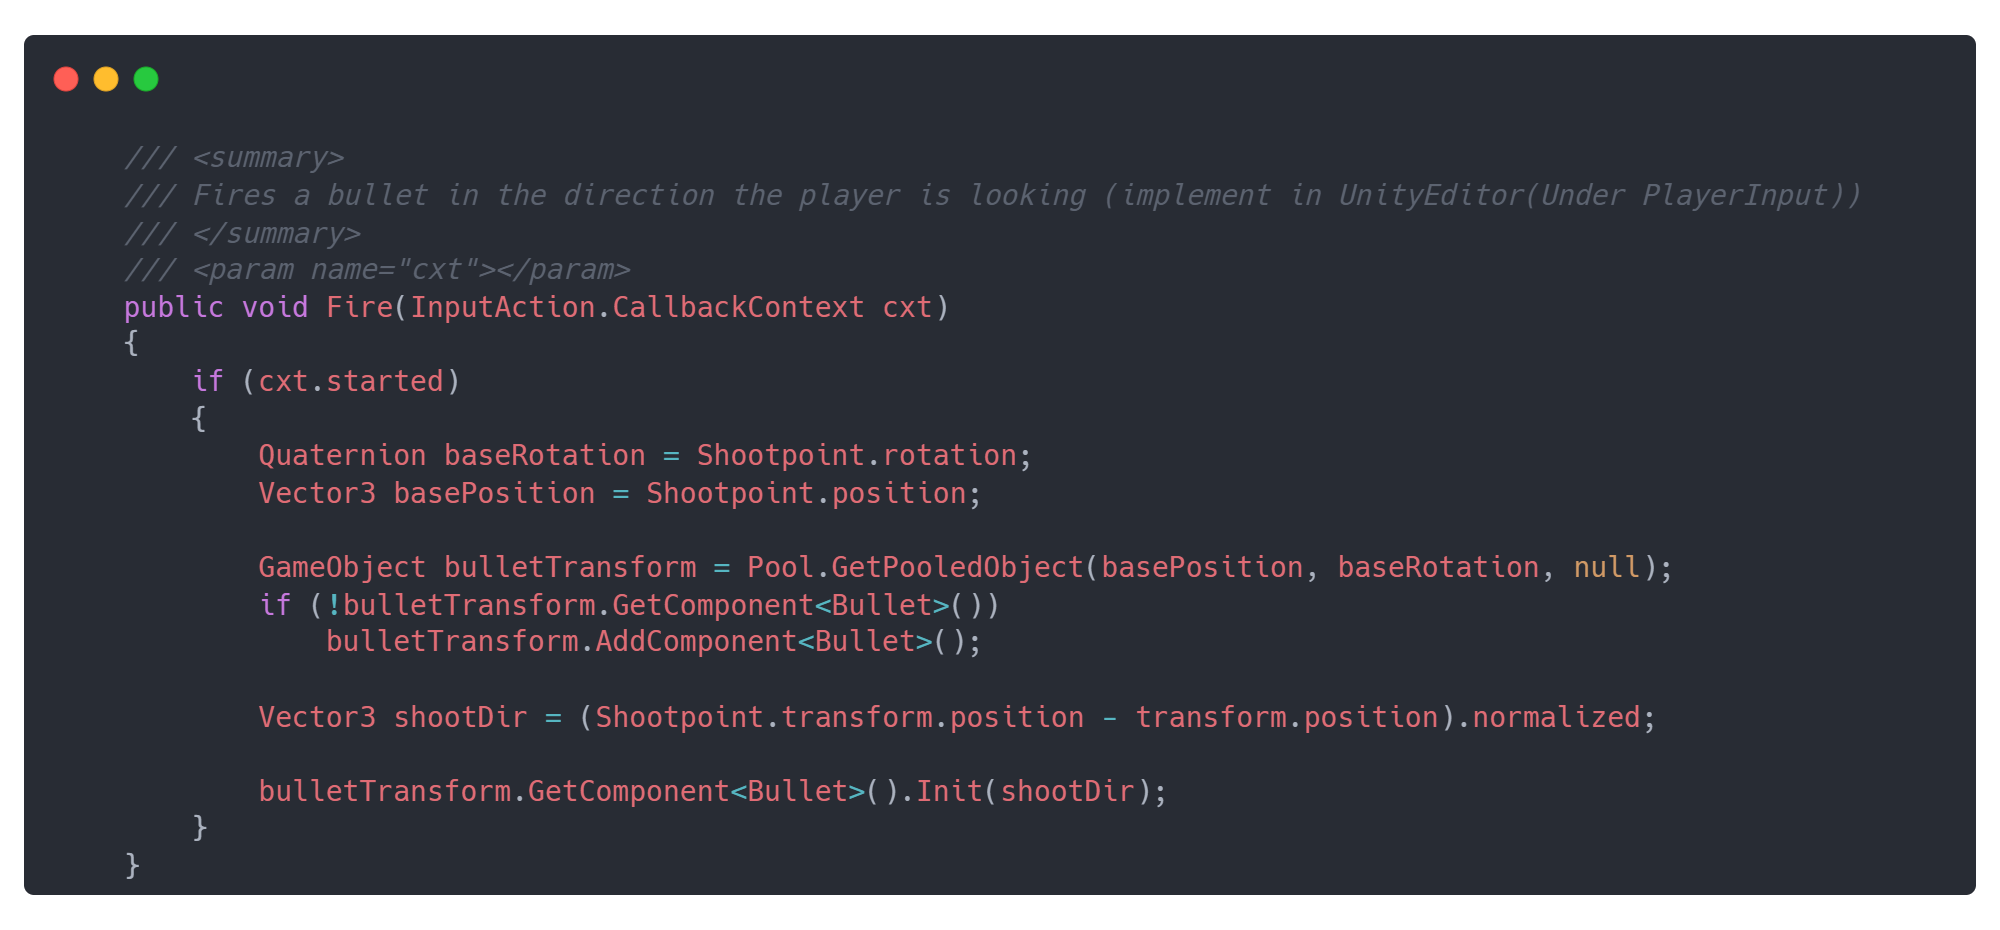 /// <summary>
/// Fires a bullet in the direction the player is looking (implement in UnityEditor(Under PlayerInput))
/// </summary>
/// <param name="cxt"></param>
public void Fire(InputAction.CallbackContext cxt)
{
    if (cxt.started)
    {
        Quaternion baseRotation = Shootpoint.rotation;
        Vector3 basePosition = Shootpoint.position;

        GameObject bulletTransform = Pool.GetPooledObject(basePosition, baseRotation, null);
        if (!bulletTransform.GetComponent<Bullet>())
            bulletTransform.AddComponent<Bullet>();

        Vector3 shootDir = (Shootpoint.transform.position - transform.position).normalized;

        bulletTransform.GetComponent<Bullet>().Init(shootDir);
    }
}